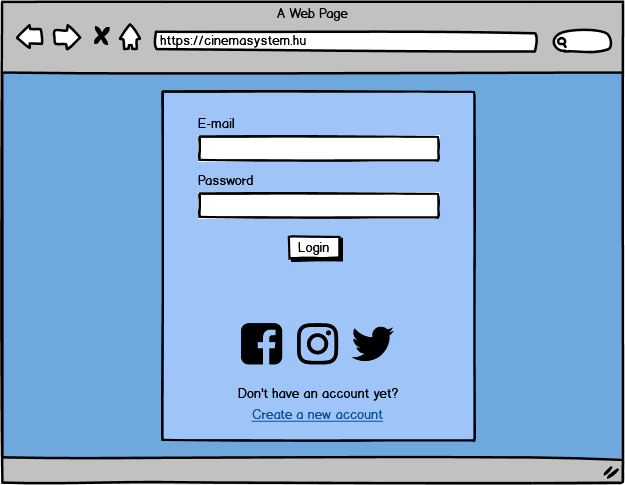 A Web Page
https://cinemasystem.hu
E-mail
Password
Login
Don't have an account yet?
Create a new account